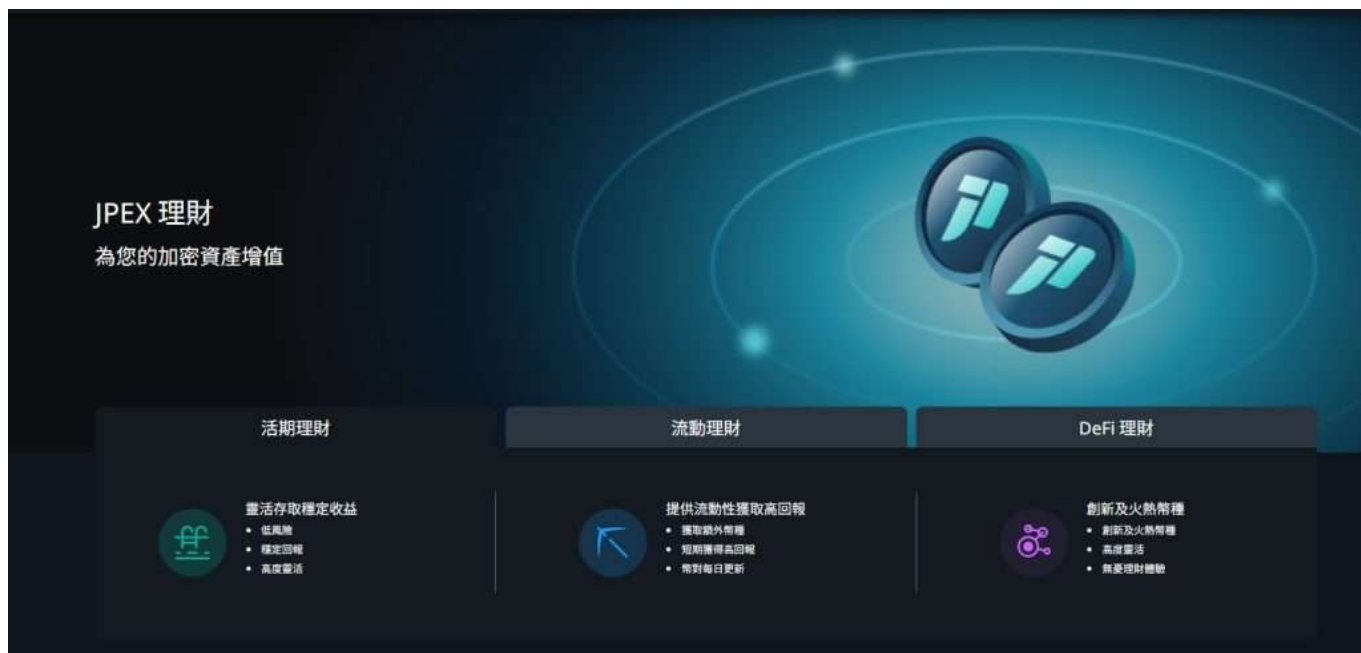 JPEX 理財
為您的加密資產增值
活期理財
流動理財
DeFi 理財
靈活存取穩定收益
• 低風險
• 穩定回報
• 高度靈活
提供流動性獲取高回報
• 獲取額外幣種
• 短期獲得高回報
• 幣對每日更新
創新及火熱幣種
• 創新及火熱幣種
• 高度靈活
• 無憂理財體驗